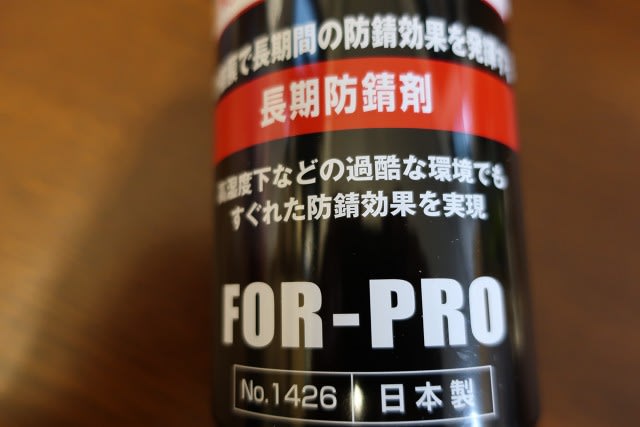 で長期間の防錆効果を発揮
長期防錆剤
高湿度下などの過酷な環境でも
すぐれた防錆効果を実現
FOR-PRO
No.1426 日本製